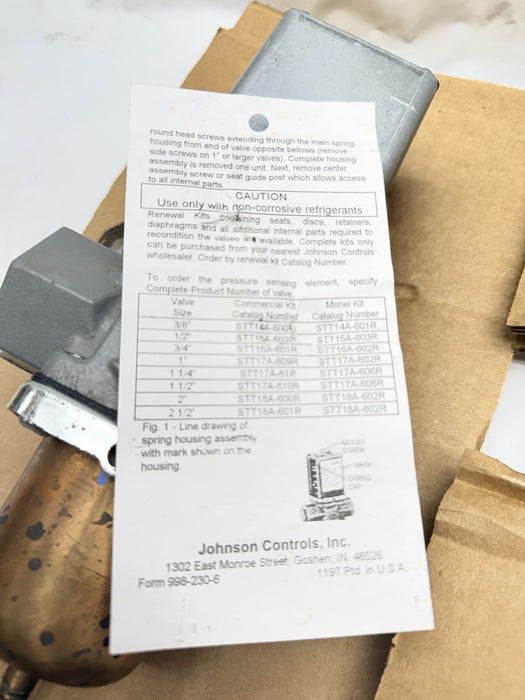 round head screws extending through the main spring
housing from end of valve opposite bellows (remove
side screws on 1" or larger valves). Complete housing
assembly is removed one unit. Next, remove center
assembly screw or seat guide post which allows access
to all internal parts.
CAUTION
Use only with non-corrosive refrigerants
Renewal Kits containing seats, discs, retainers,
diaphragms and all additional internal parts required to
recondition the valves are available. Complete kits only
can be purchased from your nearest Johnson Controls
wholesaler. Order by renewal kit Catalog Number.
To order the pressure sensing element, specify
Complete Product Number of valve.
Valve Commercial Kit Monel Kit
Size Catalog Number Catalog Number
3/8" STT14A-600R STT14A-601R
1/2" STT15A-602R STT15A-603R
3/4" STT16A-601R STT16A-602R
1" STT17A-609R STT17A-602R
1 1/4" STT17A-61R STT17A-606R
1 1/2" STT17A-610R STT17A-606R
2" STT18A-600R STT18A-602R
2 1/2" STT18A-601R STT18A-602R
Fig. 1 - Line drawing of
spring housing assembly
with mark shown on the
housing.
ADJUST
SCREW
MARK
SPRING
CAP
Johnson Controls, Inc.
1302 East Monroe Street, Goshen, IN. 46526
Form 998-230-6 1197 Ptd. in U.S.A.